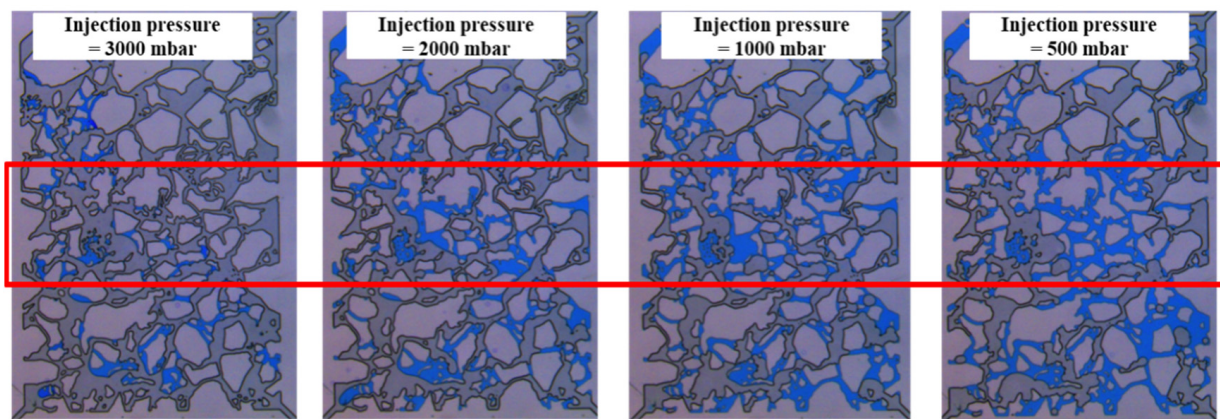 Injection pressure
= 3000 mbar
Injection pressure
= 2000 mbar
Injection pressure
= 1000 mbar
Injection pressure
= 500 mbar